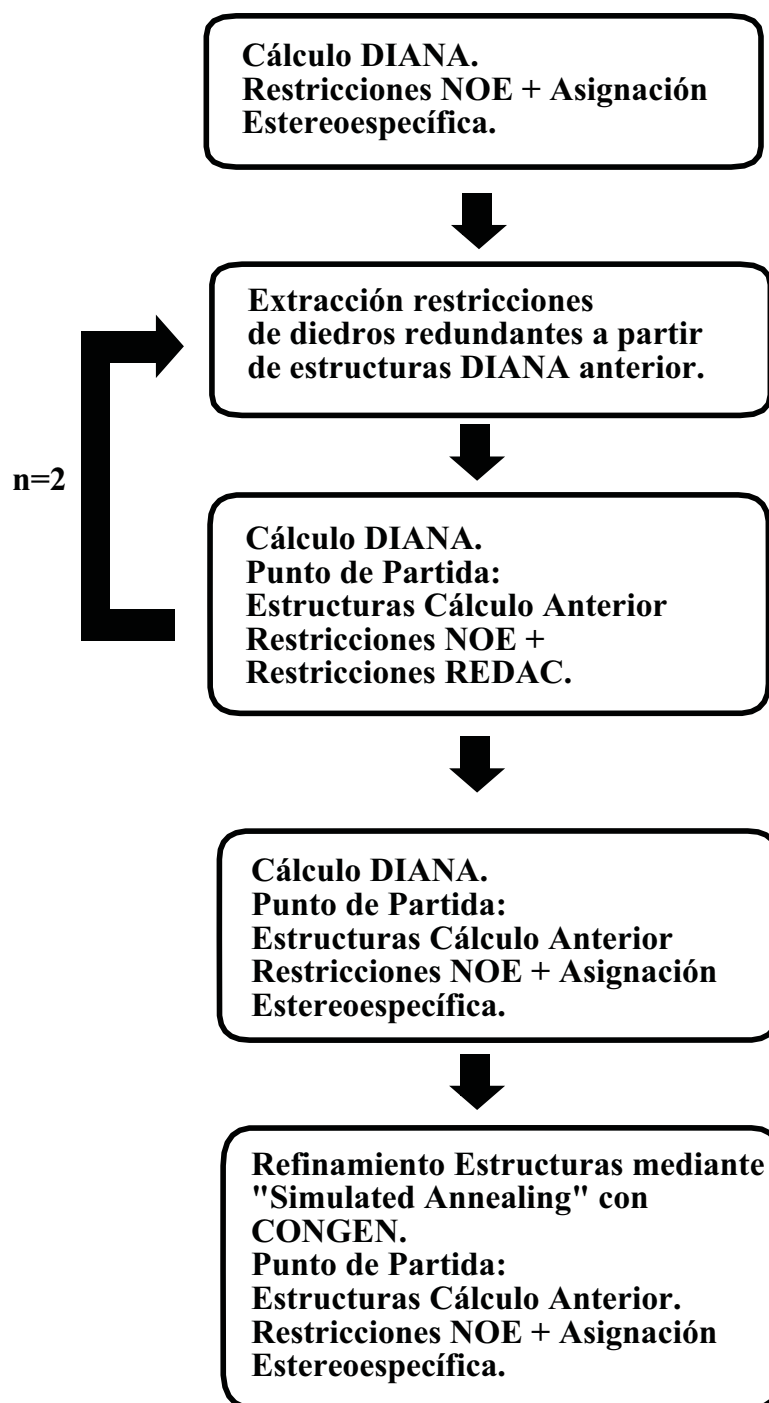 Cálculo DIANA.
Restricciones NOE + Asignación
Estereoespecífica.
Extracción restricciones
de diedros redundantes a partir
de estructuras DIANA anterior.
n=2
Cálculo DIANA.
Punto de Partida:
Estructuras Cálculo Anterior
Restricciones NOE +
Restricciones REDAC.
Cálculo DIANA.
Punto de Partida:
Estructuras Cálculo Anterior
Restricciones NOE + Asignación
Estereoespecífica.
Refinamiento Estructuras mediante
"Simulated Annealing" con
CONGEN.
Punto de Partida:
Estructuras Cálculo Anterior.
Restricciones NOE + Asignación
Estereoespecífica.